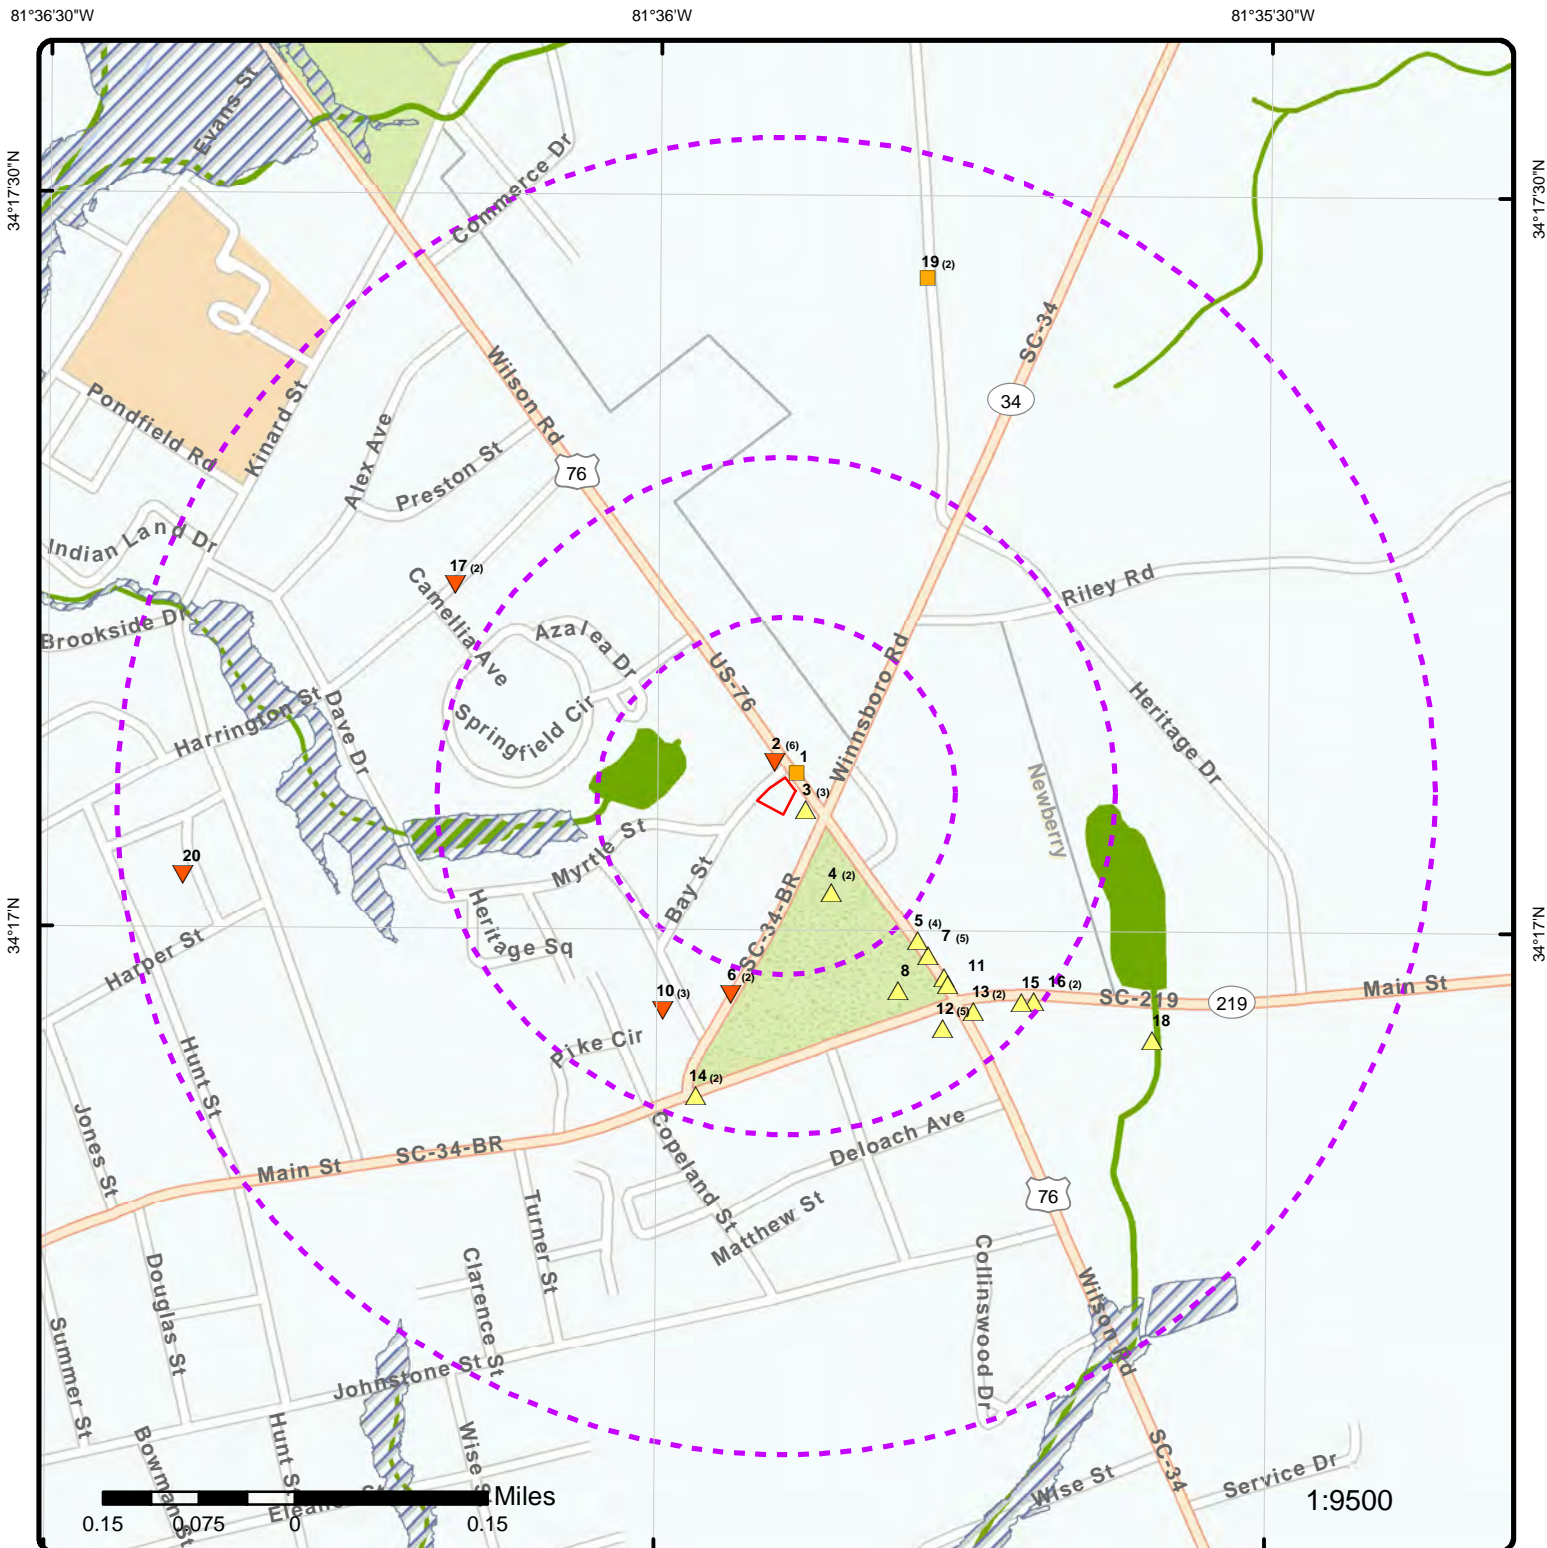 81°36'30"W
81°36'W
81°35'30"W
34°17'30"N
34°17'30"N
Evans St
Commerce Dr
19 (2)
SC-34
34
Wilson Rd
Pondfield Rd
Kinard St
Alex Ave
Preston St
76
Indian Land Dr
17 (2)
Camellia Ave
Riley Rd
Brookside Dr
Azalea Dr
US-76
Winnsboro Rd
Springfield Cir
Heritage Dr
Harrington St
Dave Dr
2 (6)
1
3 (3)
Newberry
Myrtle St
20
4 (2)
Bay St
SC-34-BR
Heritage Sq
5 (4)
7 (5)
34°17'N
34°17'N
Harper St
6 (2)
8
11
10 (3)
13 (2)
15
16 (2)
SC-219
219
Main St
12 (5)
18
Pike Cir
Hunt St
14 (2)
Jones St
Copeland St
Deloach Ave
Main St
SC-34-BR
76
Turner St
Matthew St
Collinswood Dr
Clarence St
Douglas St
Wilson Rd
Summer St
Johnstone St
Hunt St
Wise S
Bowman St
SC-34
Wise St
Service Dr
Eleanor St
Miles
0.15
0.075
0
0.15
1:9500